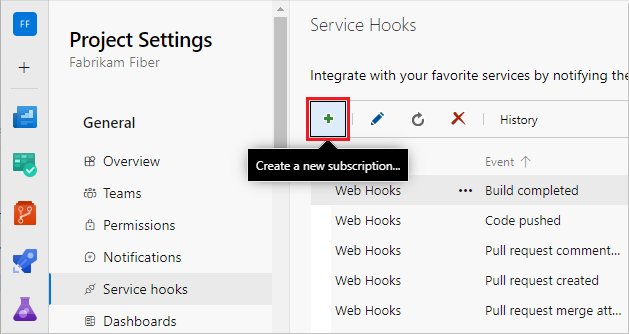 FF
Project Settings
Fabrikam Fiber
General
Overview
Teams
Permissions
Notifications
Service hooks
Dashboards
Service Hooks
Integrate with your favorite services by notifying the
History
Create a new subscription...
Event
Web Hooks ... Build completed
Web Hooks Code pushed
Web Hooks Pull request comment...
Web Hooks Pull request created
Web Hooks Pull request merge att...